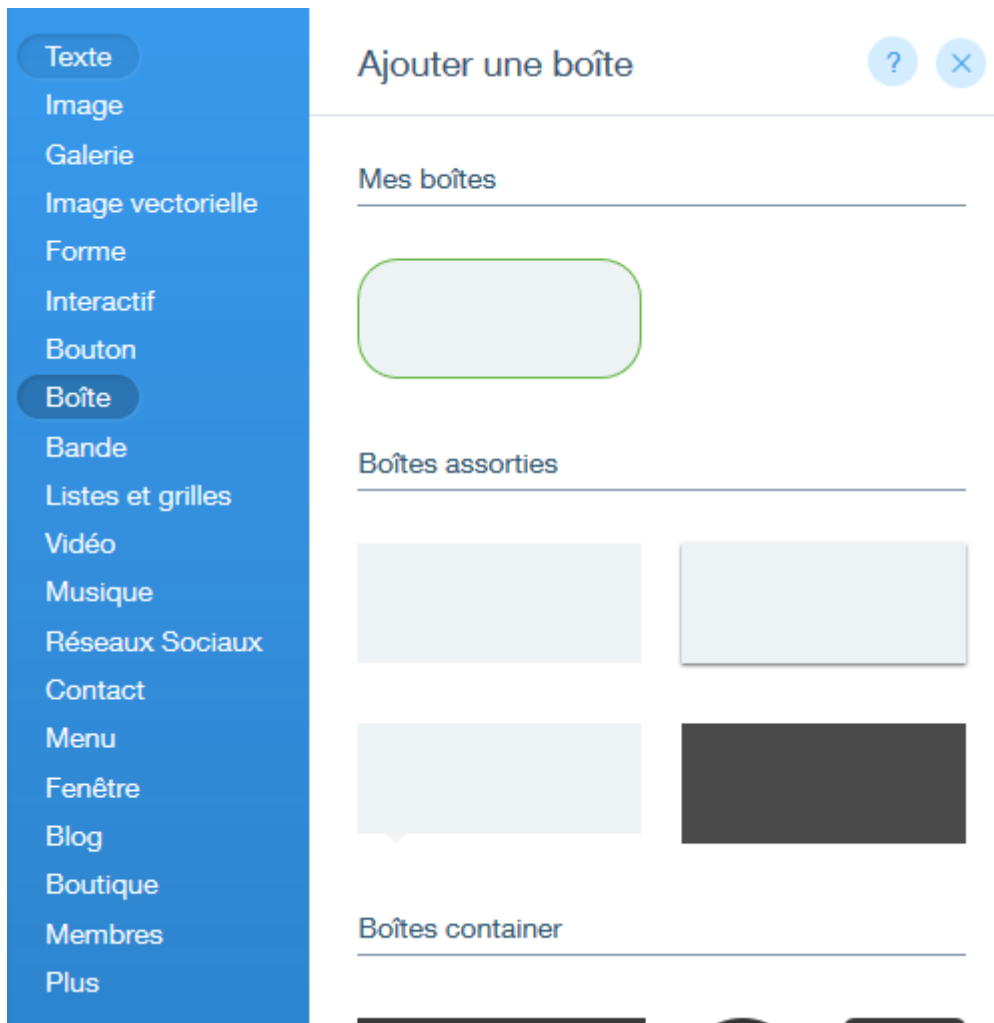 Texte
Image
Galerie
Image vectorielle
Forme
Interactif
Bouton
Boîte
Bande
Listes et grilles
Vidéo
Musique
Réseaux Sociaux
Contact
Menu
Fenêtre
Blog
Boutique
Membres
Plus
Ajouter une boîte
?
Mes boîtes
Boîtes assorties
Boîtes container